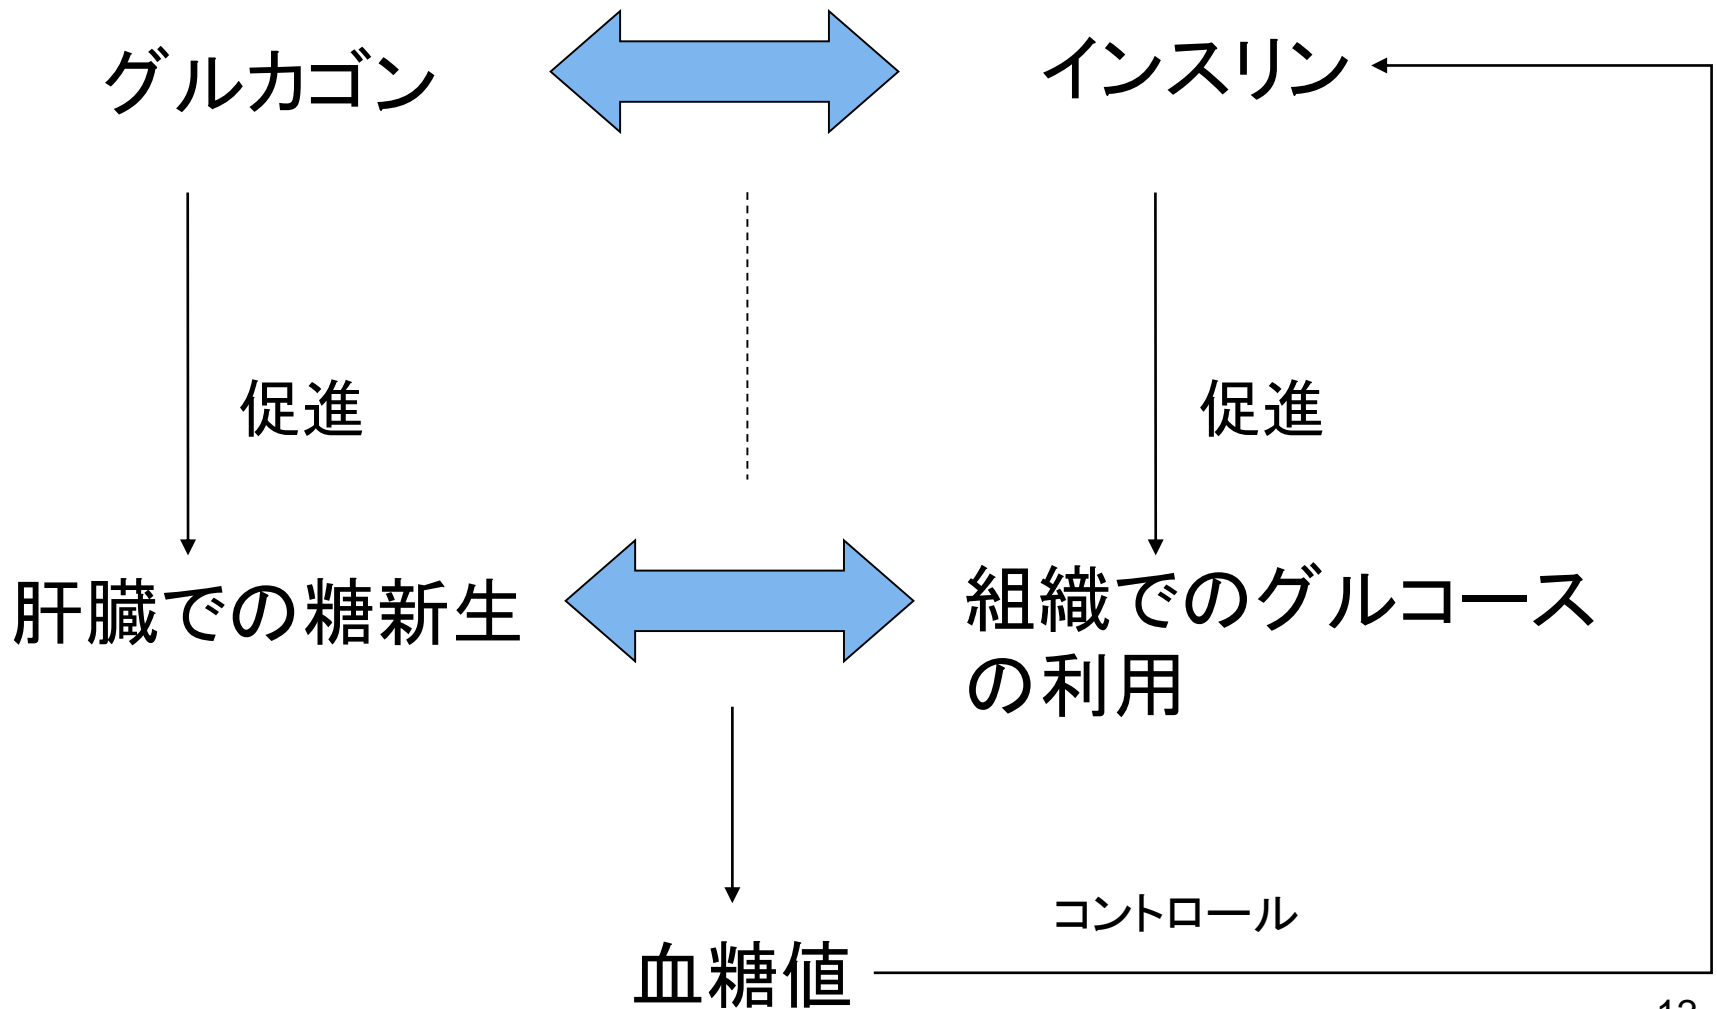 グルカゴン
インスリン
促進
促進
肝臓での糖新生
組織でのグルコース
の利用
コントロール
血糖値